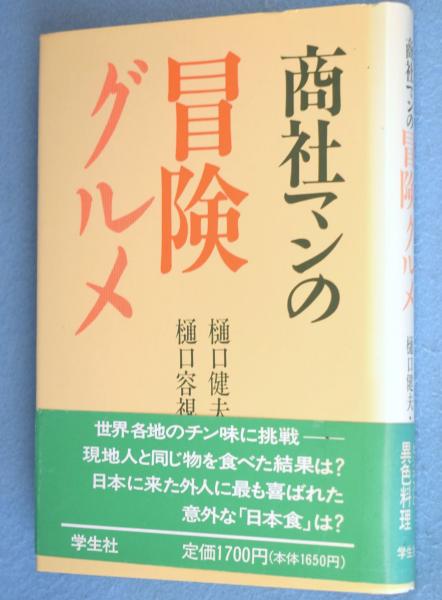 商社マンの
冒険
グルメ
樋口健夫
樋口容視
世界各地のチン味に挑戦――
現地人と同じ物を食べた結果は?
日本に来た外人に最も喜ばれた
意外な「日本食」は?
学生社
定価1700円(本体1650円)
商社マンの冒険グルメ
樋口健夫・
異色料理
学生